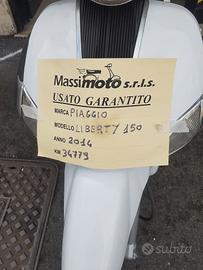 Massimoto s.r.l.s.
USATO GARANTITO
MARCA PIAGGIO
MODELLO LIBERTY 150
ANNO 2014
KM 34779
subito